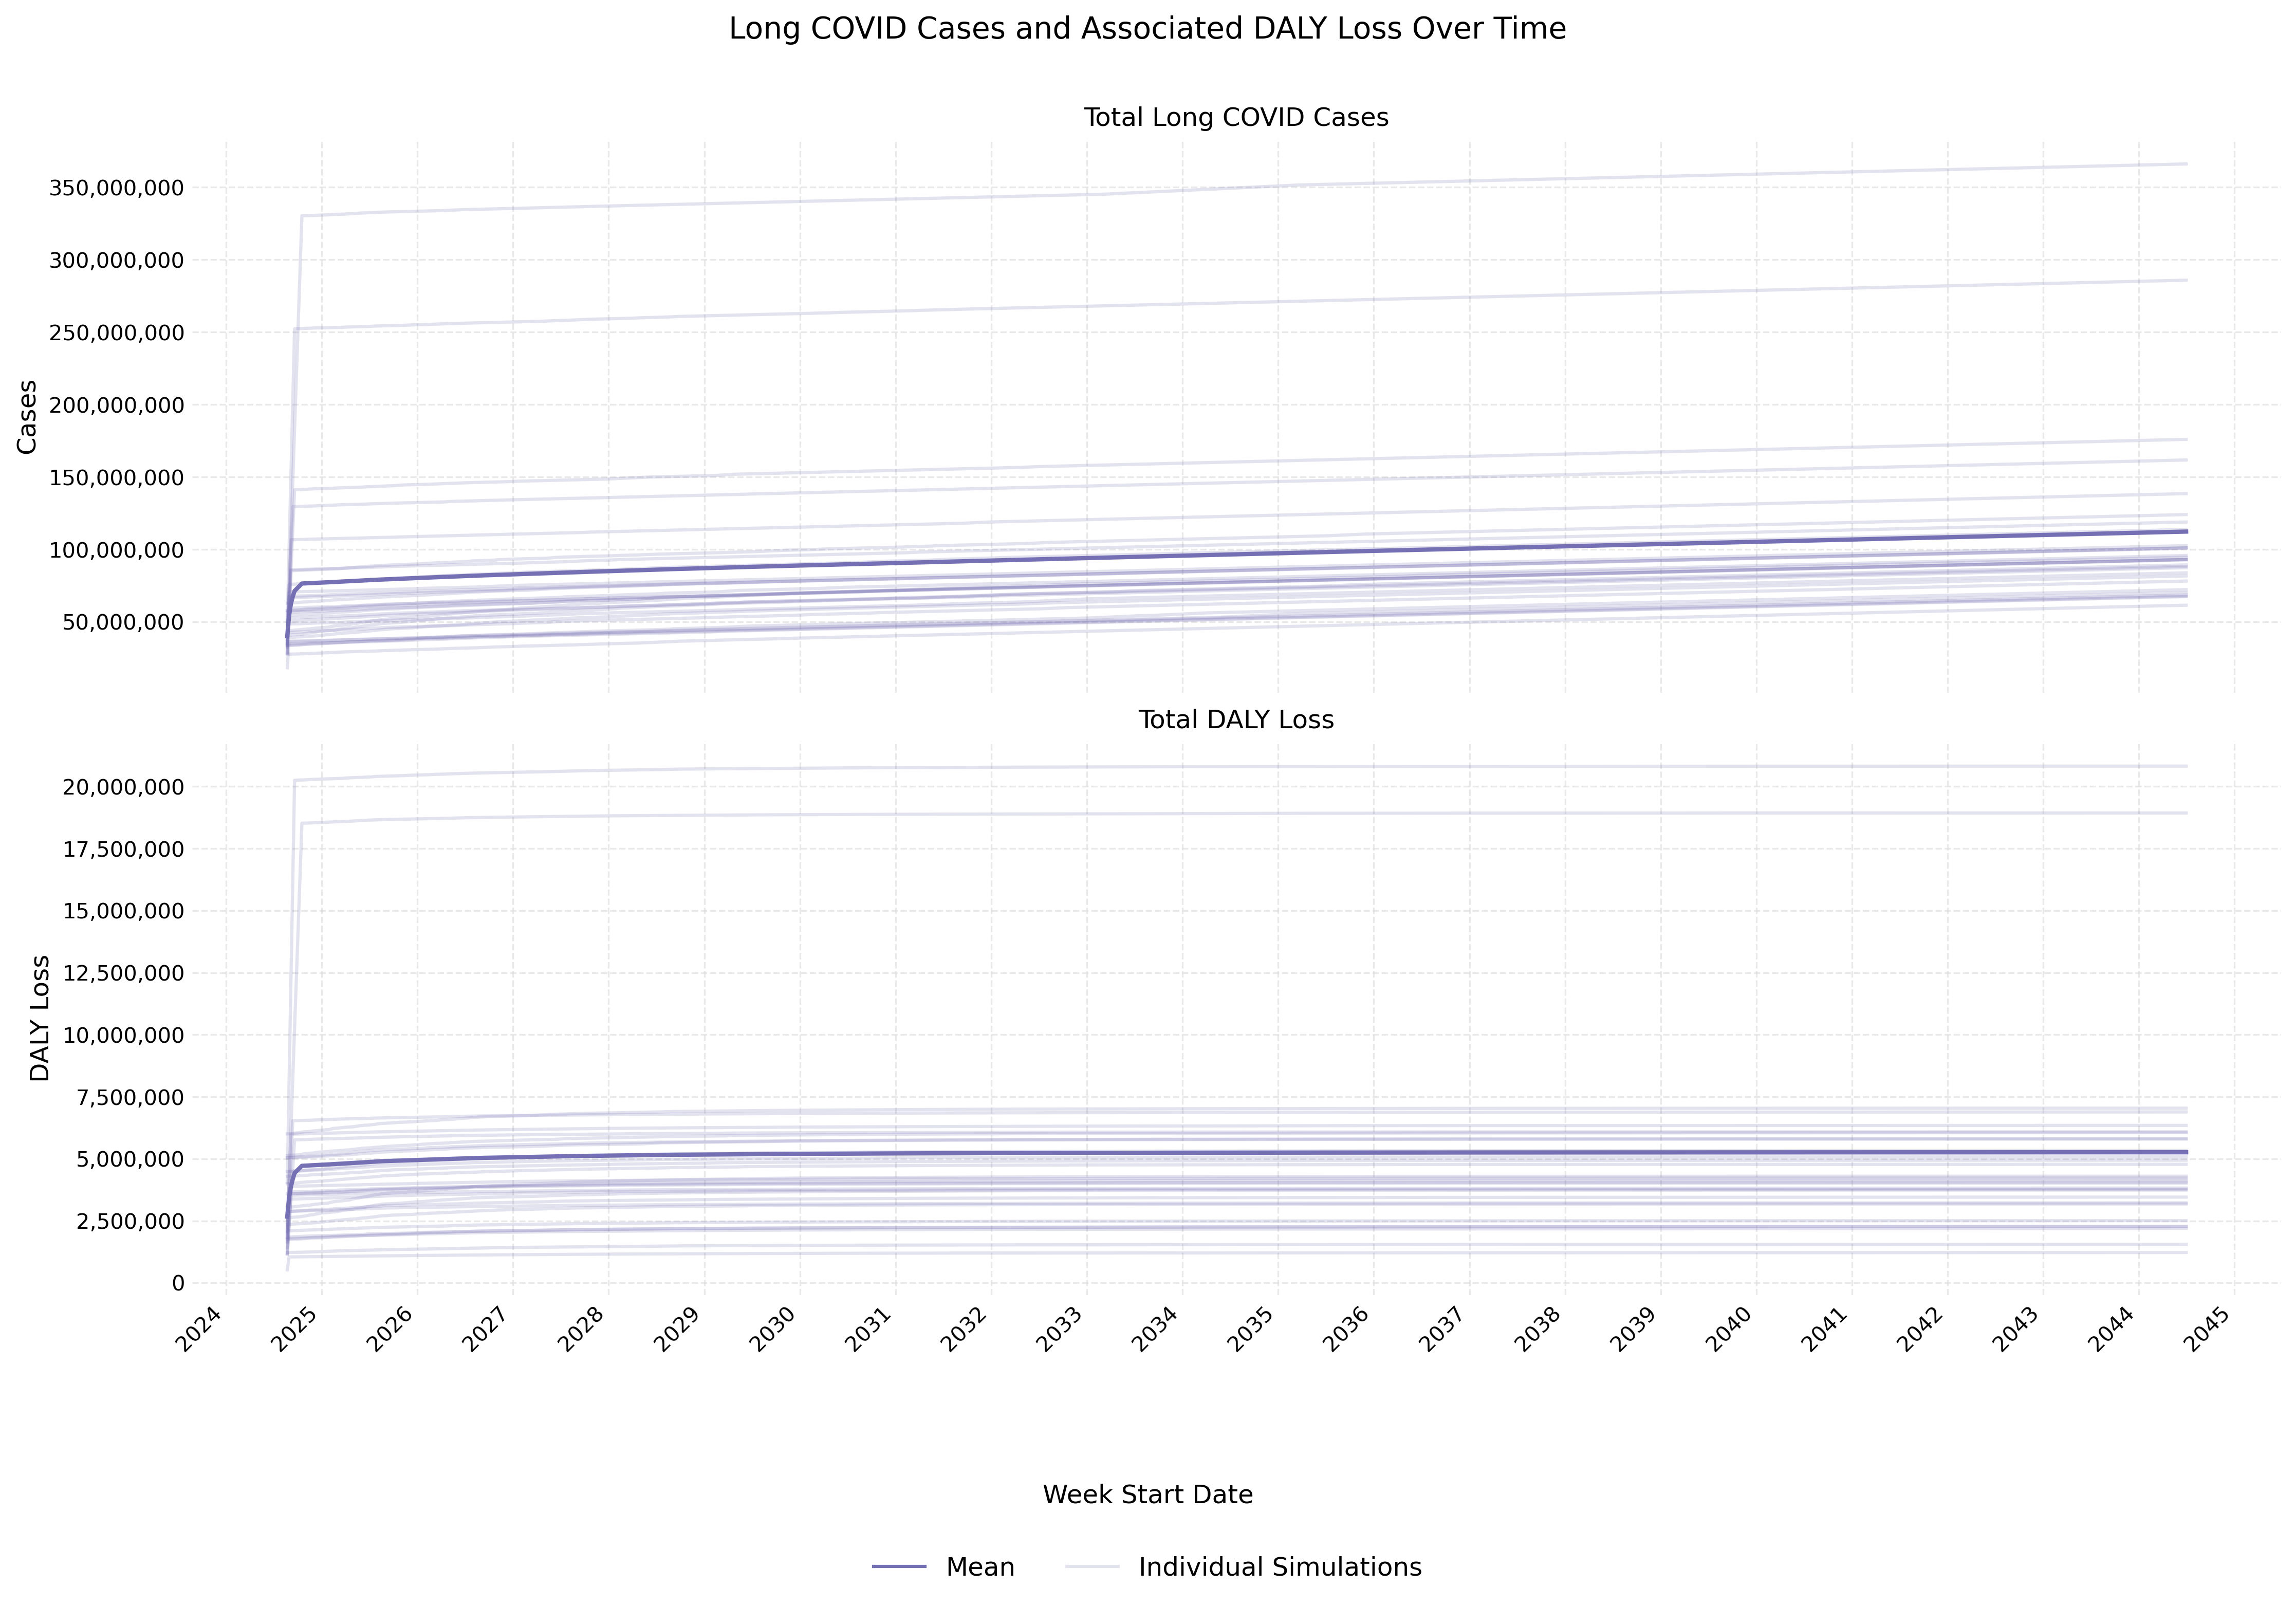 Long COVID Cases and Associated DALY Loss Over Time
Total Long COVID Cases
Cases
350,000,000
300,000,000
250,000,000
200,000,000
150,000,000
100,000,000
50,000,000
Total DALY Loss
DALY Loss
20,000,000
17,500,000
15,000,000
12,500,000
10,000,000
7,500,000
5,000,000
2,500,000
0
2024 2025 2026 2027 2028 2029 2030 2031 2032 2033 2034 2035 2036 2037 2038 2039 2040 2041 2042 2043 2044 2045
Week Start Date
Mean Individual Simulations